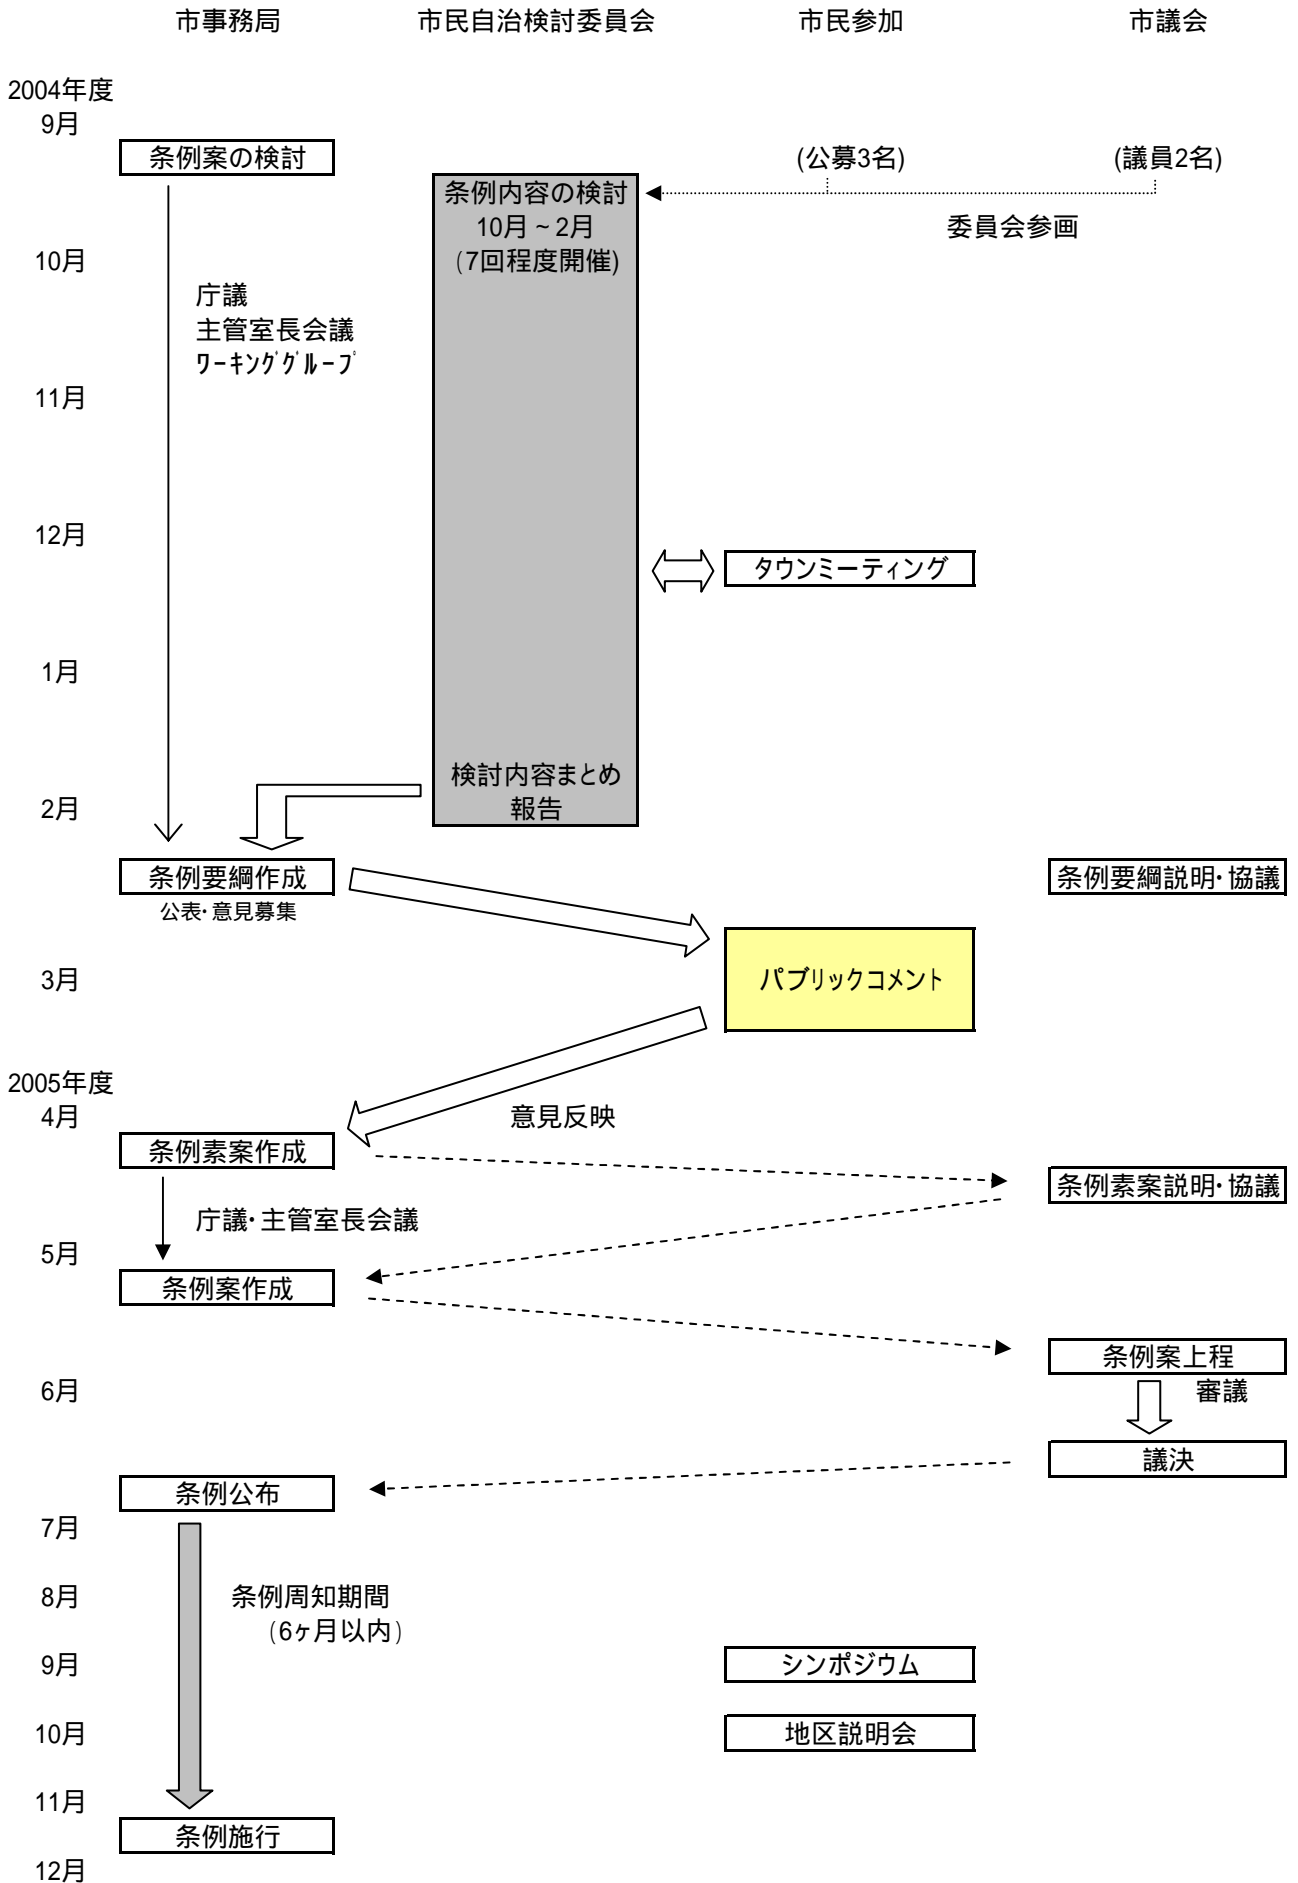 市事務局 市民自治検討委員会 市民参加 市議会
2004年度
9月
条例案の検討 (公募3名) (議員2名)
条例内容の検討
10月~2月 委員会参画
10月 (7回程度開催)
庁議
主管室長会議
ワーキンググループ
11月
12月
タウンミーティング
1月
検討内容まとめ
2月 報告
条例要綱作成 条例要綱説明・協議
公表・意見募集
3月 パブリックコメント
2005年度
4月 意見反映
条例素案作成
条例素案説明・協議
庁議・主管室長会議
5月
条例案作成
条例案上程
6月 審議
議決
条例公布
7月
8月 条例周知期間
(6ヶ月以内)
9月 シンポジウム
10月 地区説明会
11月
条例施行
12月